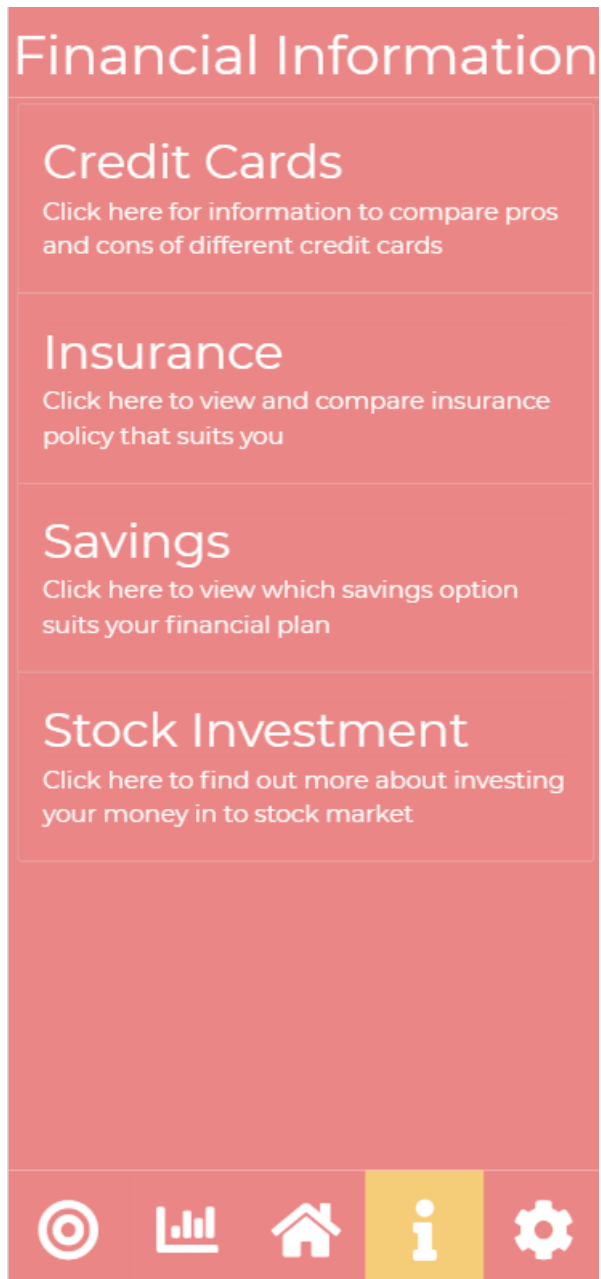 Financial Information
Credit Cards
Click here for information to compare pros
and cons of different credit cards
Insurance
Click here to view and compare insurance
policy that suits you
Savings
Click here to view which savings option
suits your financial plan
Stock Investment
Click here to find out more about investing
your money in to stock market